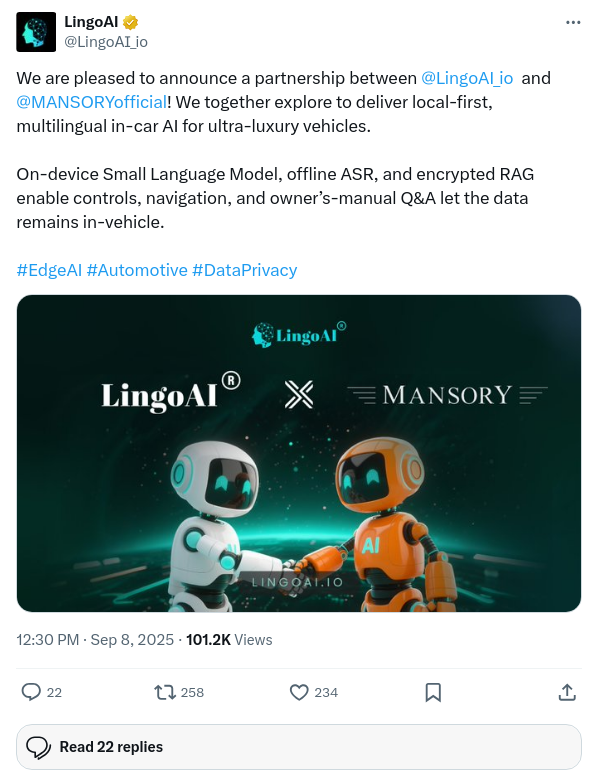 LingoAI
@LingoAI_io
We are pleased to announce a partnership between @LingoAI_io and
@MANSORYofficial! We together explore to deliver local-first,
multilingual in-car AI for ultra-luxury vehicles.
On-device Small Language Model, offline ASR, and encrypted RAG
enable controls, navigation, and owner’s-manual Q&A let the data
remains in-vehicle.
#EdgeAI #Automotive #DataPrivacy
LingoAI®
LingoAI® X MANSORY
AI
LINGOAI.IO
12:30 PM · Sep 8, 2025 · 101.2K Views
22 258 234
Read 22 replies